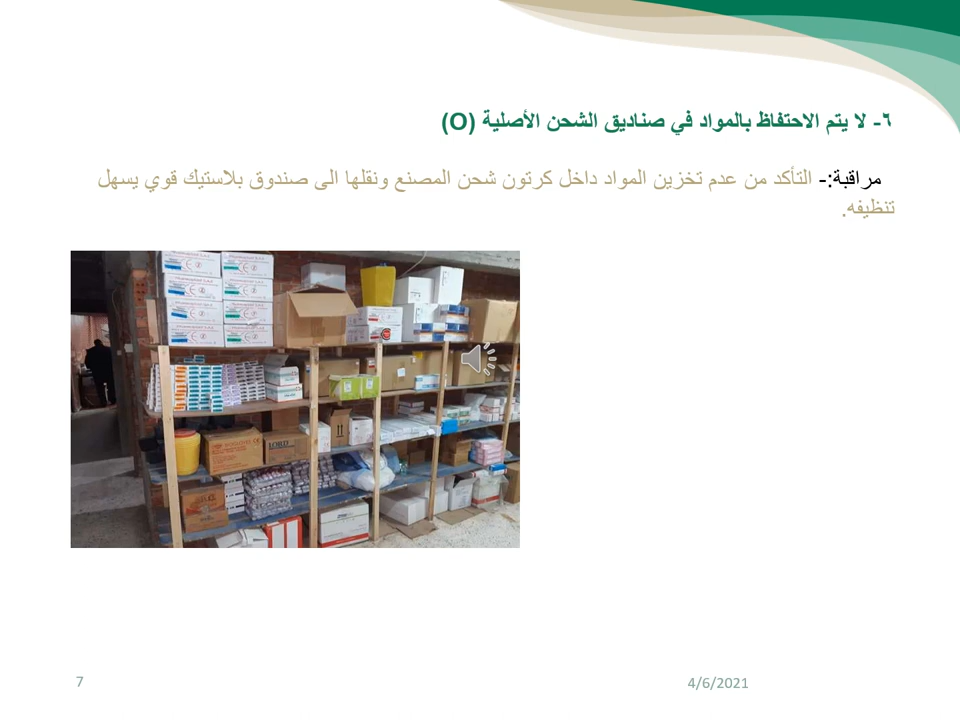 ٦- لا يتم الاحتفاظ بالمواد في صناديق الشحن الأصلية (O)
مراقبة:- التأكد من عدم تخزين المواد داخل كرتون شحن المصنع ونقلها الى صندوق بلاستيك قوي يسهل
تنظيفه.
LORD
7
4/6/2021